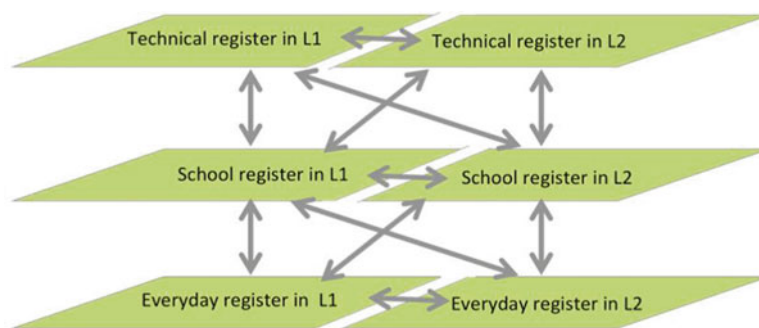 Technical register in L1
Technical register in L2
School register in L1
School register in L2
Everyday register in L1
Everyday register in L2